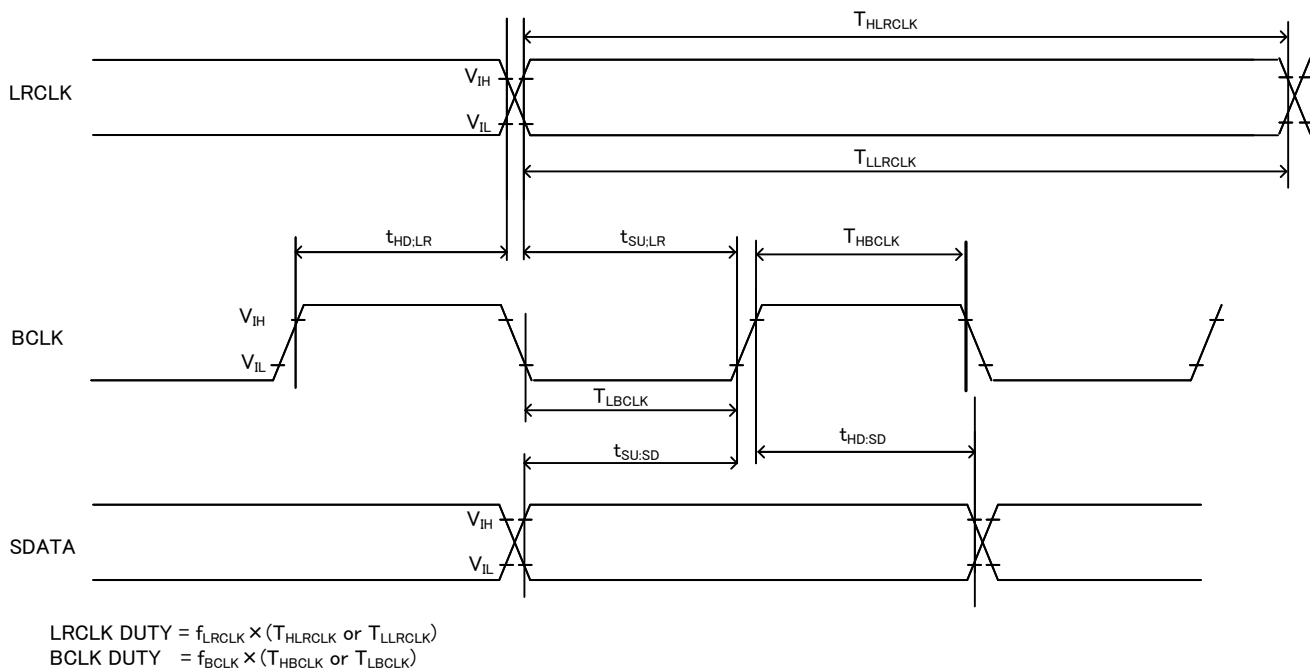 T_HLRCLK
V_IH
LRCLK
V_IL
T_LLRCLK
t_HD;LR t_SU;LR T_HBCLK
V_IH
BCLK
V_IL
T_LBCLK
t_SU:SD t_HD:SD
V_IH
SDATA
V_IL
LRCLK DUTY = f_LRCLK × (T_HLRCLK or T_LLRCLK)
BCLK DUTY = f_BCLK × (T_HBCLK or T_LBCLK)